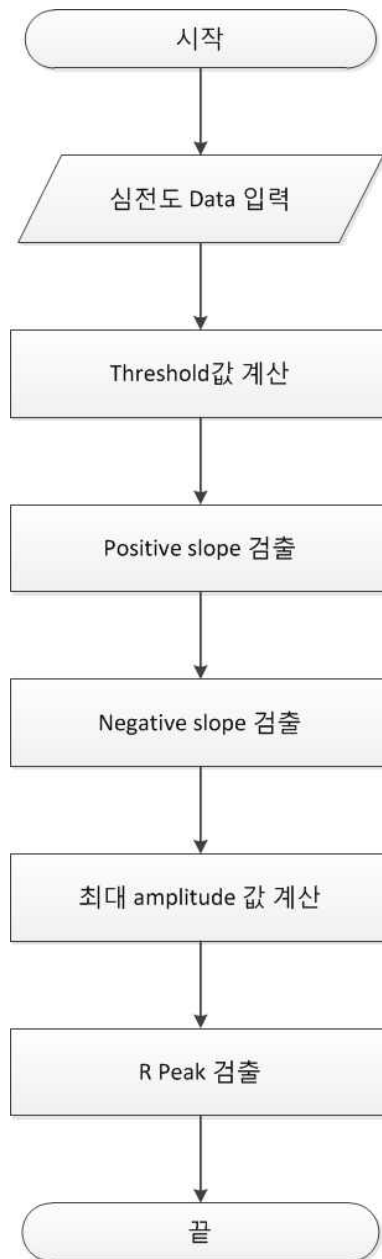 시작
심전도 Data 입력
Threshold값 계산
Positive slope 검출
Negative slope 검출
최대 amplitude 값 계산
R Peak 검출
끝